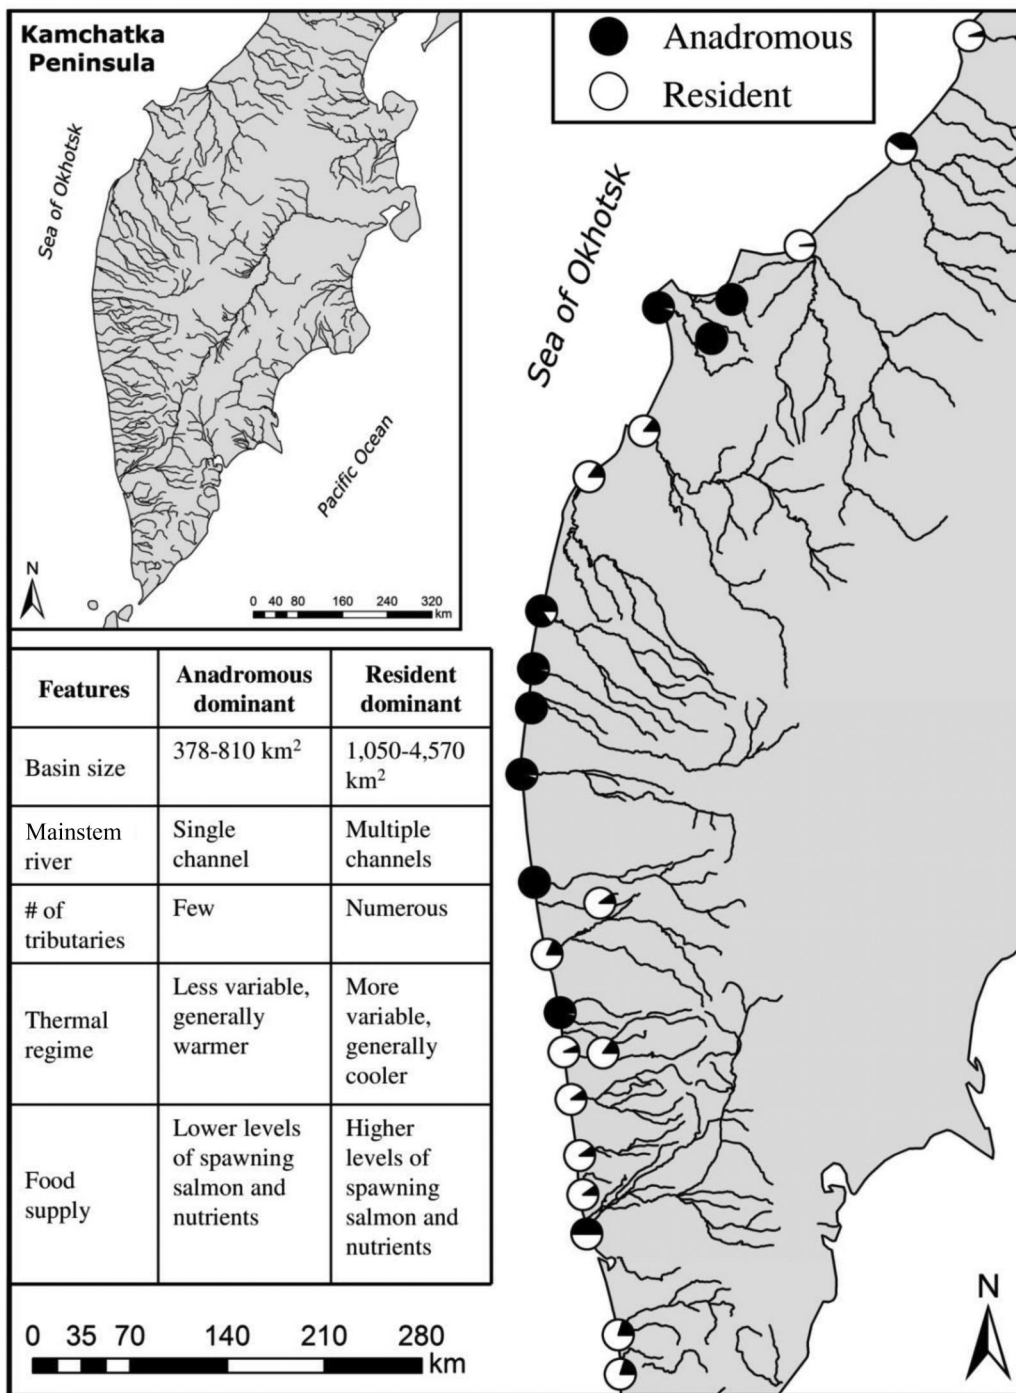 Kamchatka
Peninsula
Sea of Okhotsk
Pacific Ocean
N
0 40 80 160 240 320
km
Anadromous
Resident
Sea of Okhotsk
Features
Anadromous
dominant
Resident
dominant
Basin size
378-810 km²
1,050-4,570
km²
Mainstem
river
Single
channel
Multiple
channels
# of
tributaries
Few
Numerous
Thermal
regime
Less variable,
generally
warmer
More
variable,
generally
cooler
Food
supply
Lower levels
of spawning
salmon and
nutrients
Higher
levels of
spawning
salmon and
nutrients
0 35 70 140 210 280
km
N